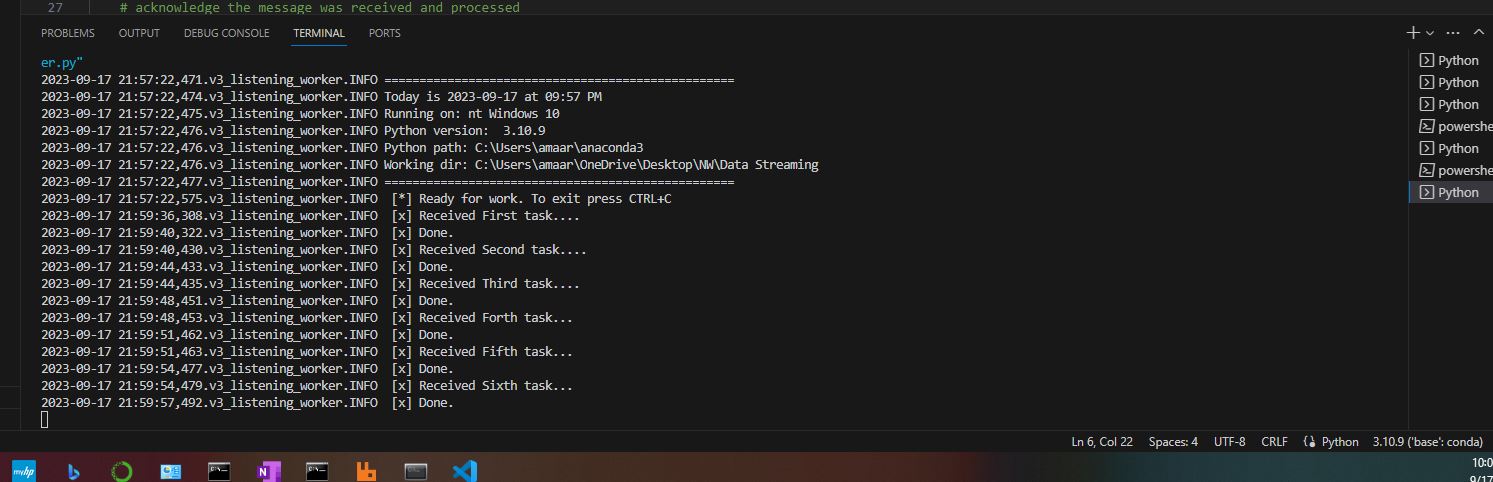 27 # acknowledge the message was received and processed
PROBLEMS OUTPUT DEBUG CONSOLE TERMINAL PORTS
er.py"
2023-09-17 21:57:22,471.v3_listening_worker.INFO ==================================================
2023-09-17 21:57:22,474.v3_listening_worker.INFO Today is 2023-09-17 at 09:57 PM
2023-09-17 21:57:22,475.v3_listening_worker.INFO Running on: nt Windows 10
2023-09-17 21:57:22,476.v3_listening_worker.INFO Python version:  3.10.9
2023-09-17 21:57:22,476.v3_listening_worker.INFO Python path: C:\Users\amaar\anaconda3
2023-09-17 21:57:22,476.v3_listening_worker.INFO Working dir: C:\Users\amaar\OneDrive\Desktop\NW\Data Streaming
2023-09-17 21:57:22,477.v3_listening_worker.INFO ==================================================
2023-09-17 21:57:22,575.v3_listening_worker.INFO  [*] Ready for work. To exit press CTRL+C
2023-09-17 21:59:36,308.v3_listening_worker.INFO  [x] Received First task....
2023-09-17 21:59:40,322.v3_listening_worker.INFO  [x] Done.
2023-09-17 21:59:40,430.v3_listening_worker.INFO  [x] Received Second task....
2023-09-17 21:59:44,433.v3_listening_worker.INFO  [x] Done.
2023-09-17 21:59:44,435.v3_listening_worker.INFO  [x] Received Third task....
2023-09-17 21:59:48,451.v3_listening_worker.INFO  [x] Done.
2023-09-17 21:59:48,453.v3_listening_worker.INFO  [x] Received Forth task...
2023-09-17 21:59:51,462.v3_listening_worker.INFO  [x] Done.
2023-09-17 21:59:51,463.v3_listening_worker.INFO  [x] Received Fifth task...
2023-09-17 21:59:54,477.v3_listening_worker.INFO  [x] Done.
2023-09-17 21:59:54,479.v3_listening_worker.INFO  [x] Received Sixth task...
2023-09-17 21:59:57,492.v3_listening_worker.INFO  [x] Done.
Python
Python
Python
powershe
Python
powershe
Python
Ln 6, Col 22 Spaces: 4 UTF-8 CRLF Python 3.10.9 ('base': conda)
myhp
10:0
9/17